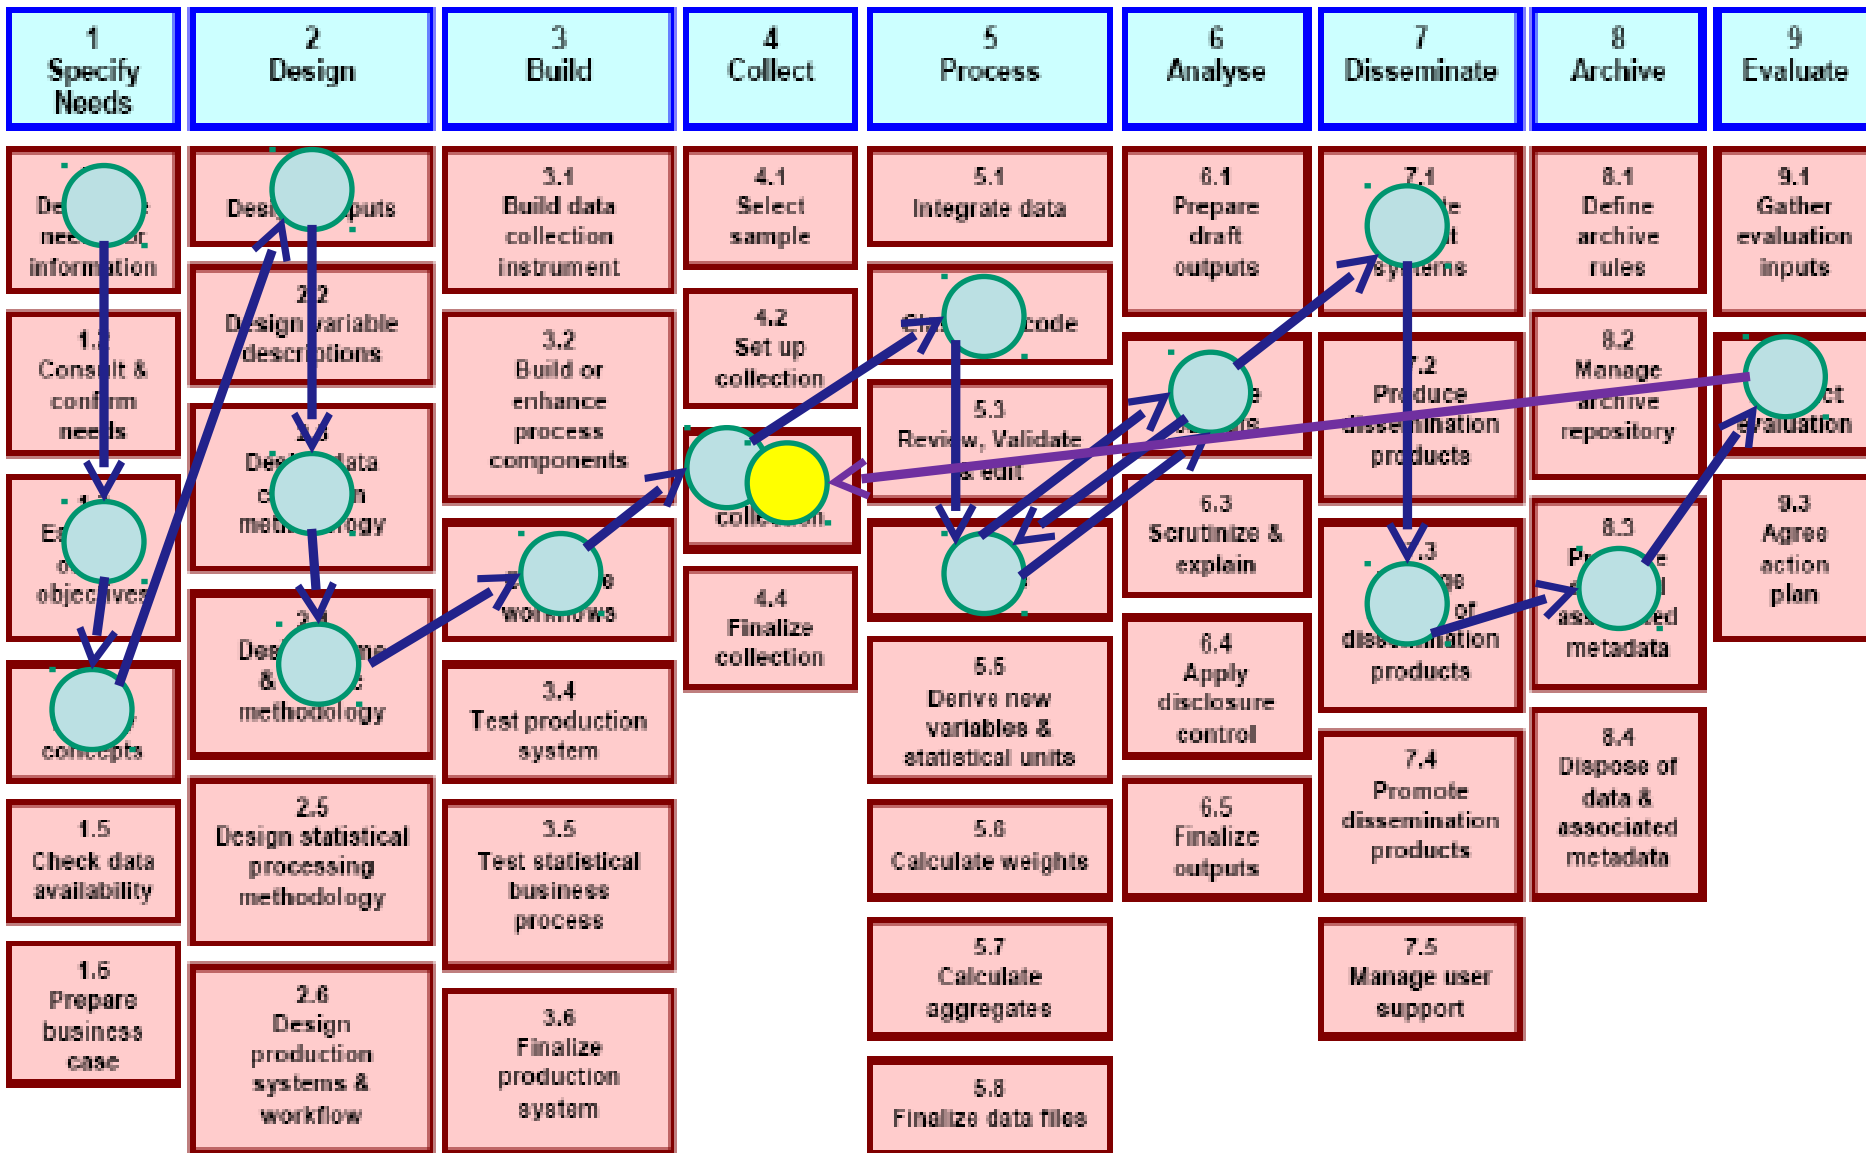 1
Specify
Needs
2
Design
3
Build
4
Collect
5
Process
6
Analyse
7
Disseminate
8
Archive
9
Evaluate
information
1.2
Consult &
confirm
needs
objectives
concepts
1.5
Check data
availability
1.6
Prepare
business
case
2.2
Design variable
descriptions
data
methodology
methodology
2.5
Design statistical
processing
methodology
2.6
Design
production
systems &
workflow
3.1
Build data
collection
instrument
3.2
Build or
enhance
process
components
workflows
3.4
Test production
system
3.5
Test statistical
business
process
3.6
Finalize
production
system
4.1
Select
sample
4.2
Set up
collection
collection
4.4
Finalize
collection
5.1
Integrate data
code
5.3
Review, Validate
& edit
5.5
Derive new
variables &
statistical units
5.6
Calculate weights
5.7
Calculate
aggregates
5.8
Finalize data files
6.1
Prepare
draft
outputs
6.3
Scrutinize &
explain
6.4
Apply
disclosure
control
6.5
Finalize
outputs
7.1
systems
7.2
Produce
dissemination
products
7.3
of
dissemination
products
7.4
Promote
dissemination
products
7.5
Manage user
support
8.1
Define
archive
rules
8.2
Manage
archive
repository
8.3
metadata
8.4
Dispose of
data &
associated
metadata
9.1
Gather
evaluation
inputs
evaluation
9.3
Agree
action
plan